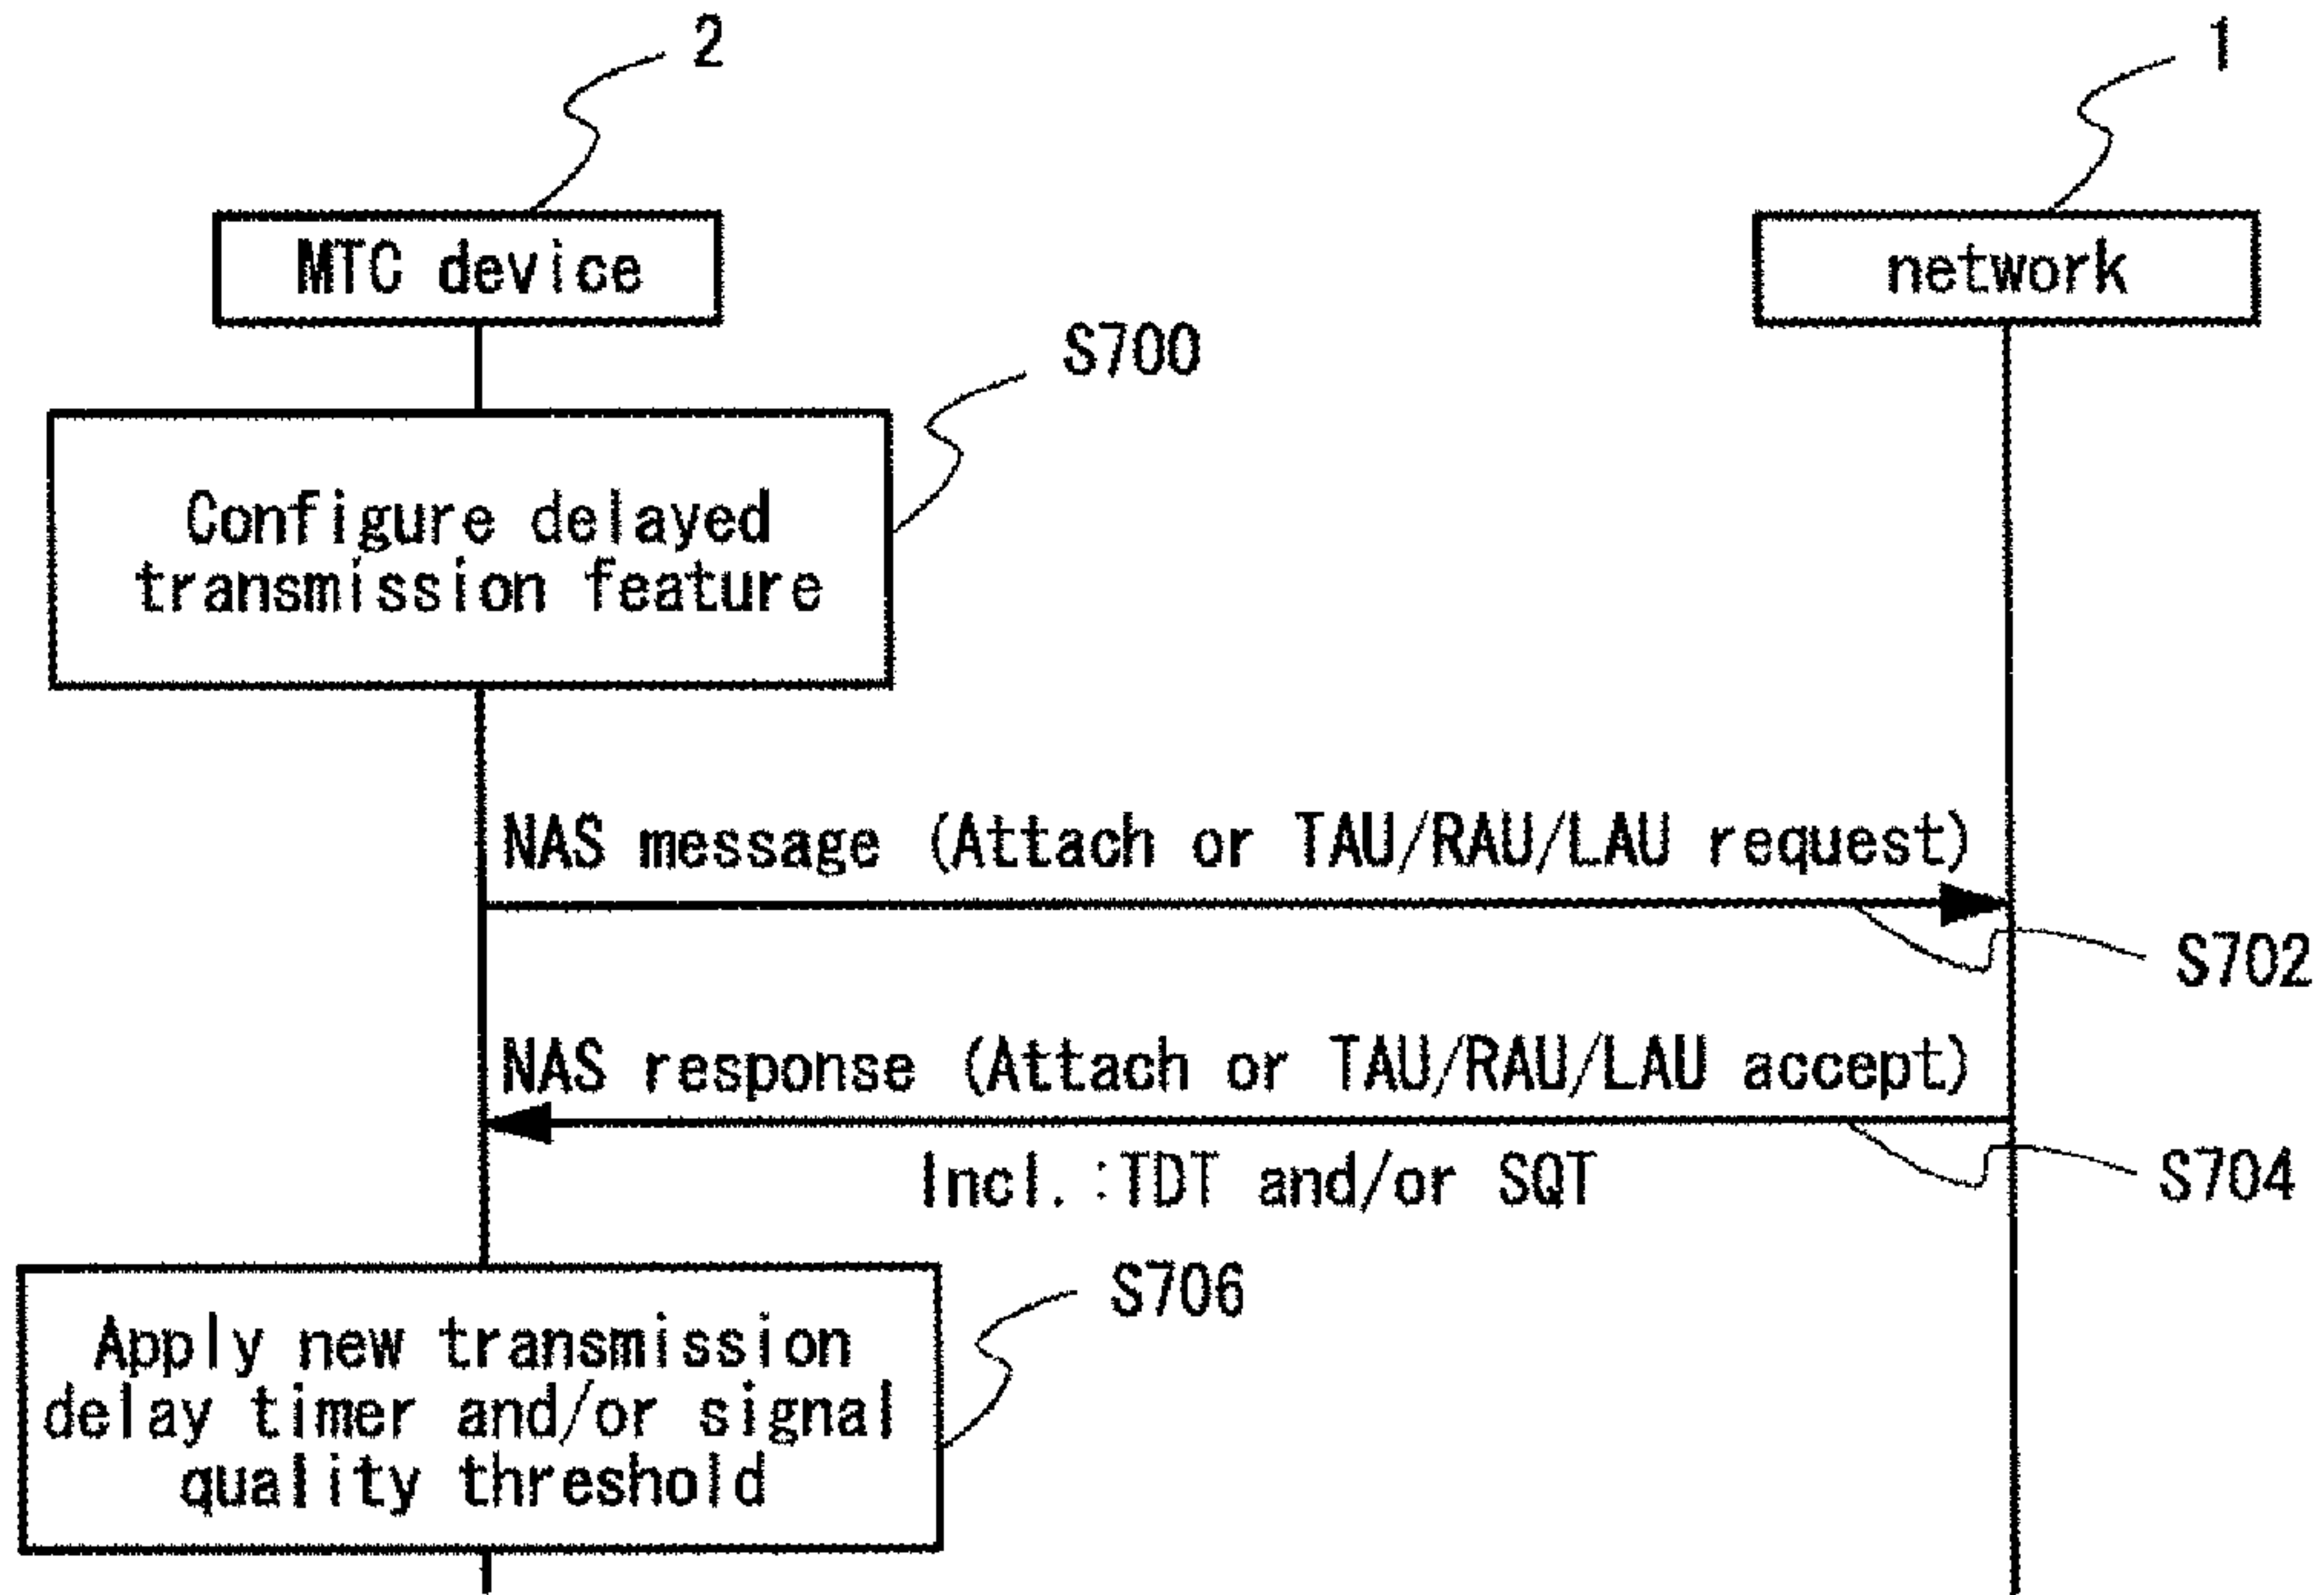 2
1
MTC device
network
S700
Configure delayed
transmission feature
NAS message (Attach or TAU/RAU/LAU request)
S702
NAS response (Attach or TAU/RAU/LAU accept)
Incl.:TDT and/or SQT
S704
S706
Apply new transmission
delay timer and/or signal
quality threshold